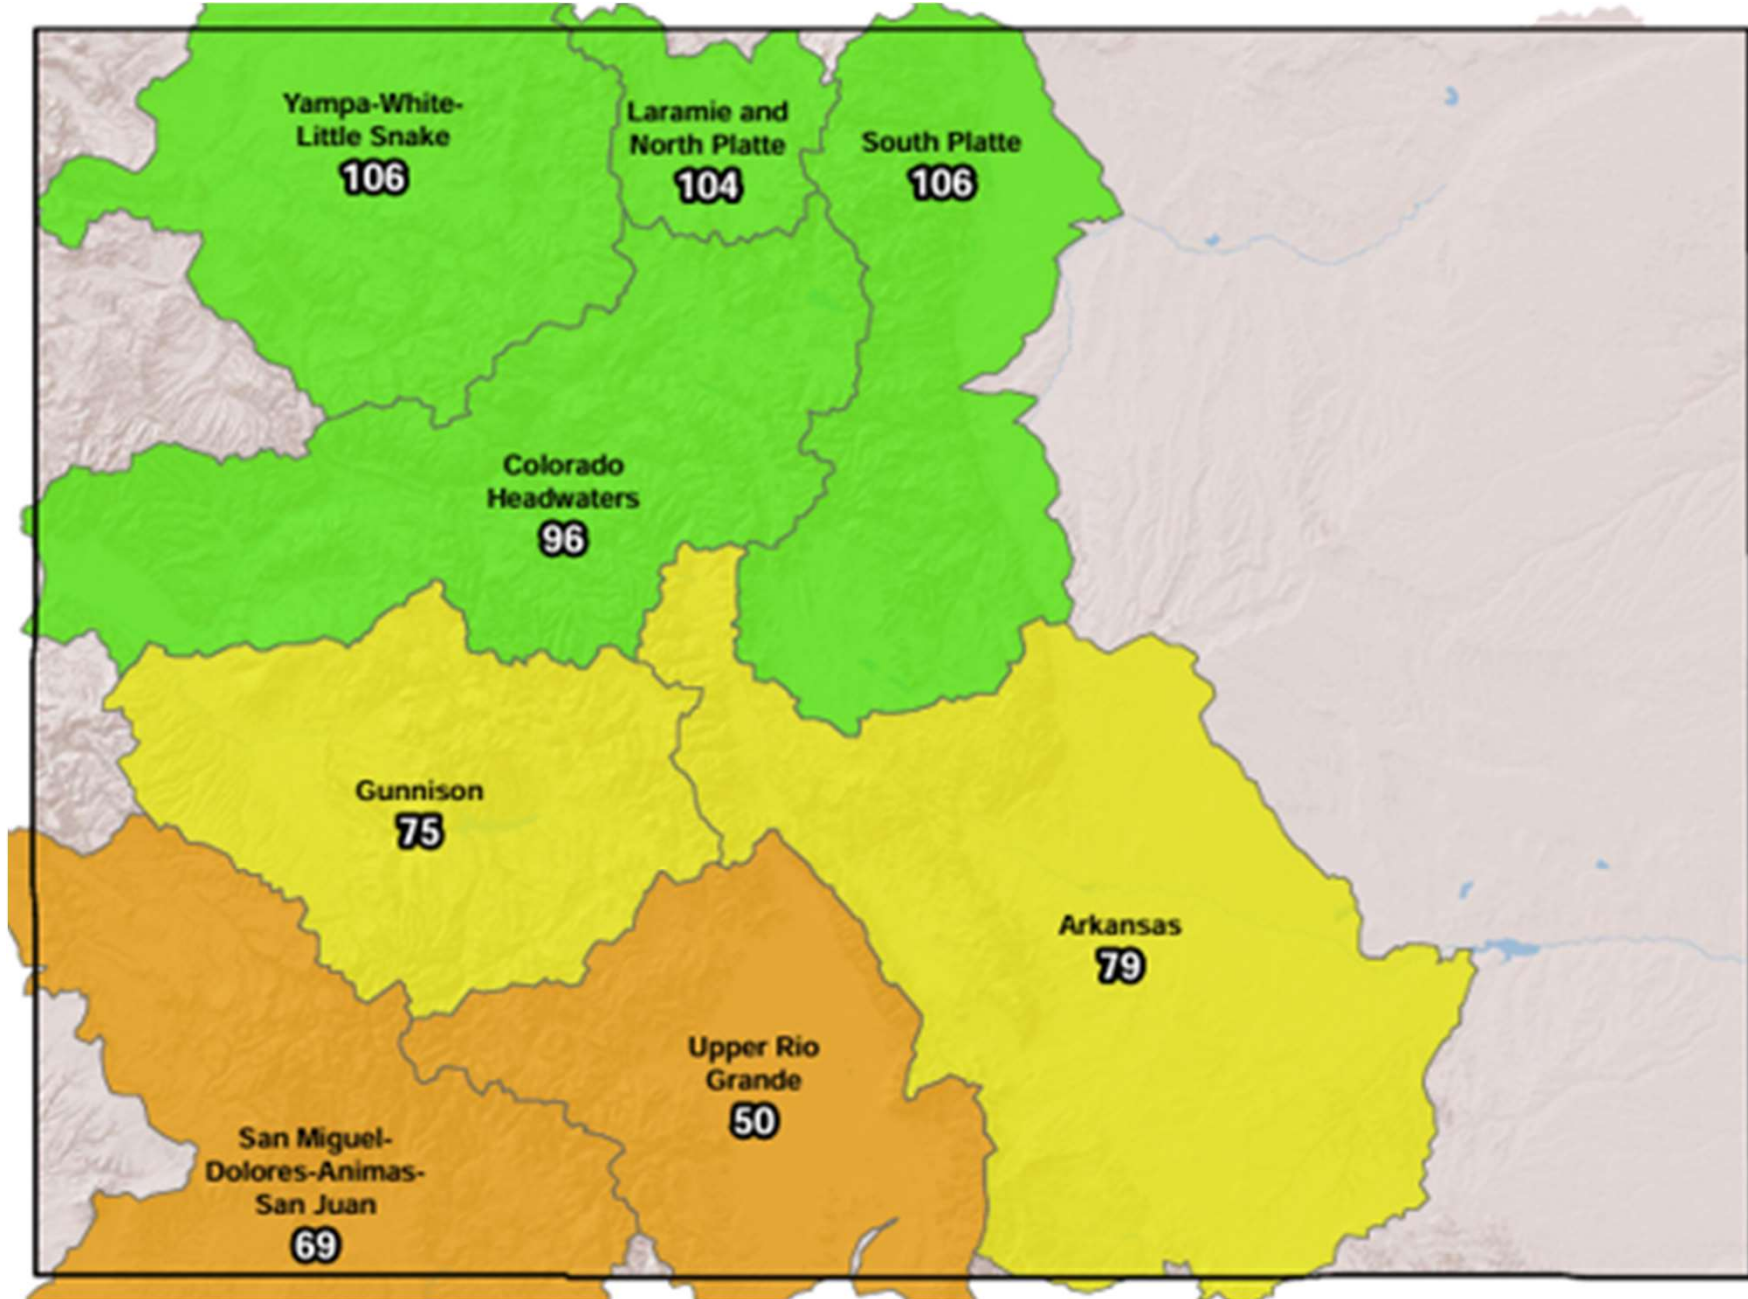 Yampa-White-
Little Snake
106
Laramie and
North Platte
104
South Platte
106
Colorado
Headwaters
96
Gunnison
75
Arkansas
79
Upper Rio
Grande
50
San Miguel-
Dolores-Animas-
San Juan
69